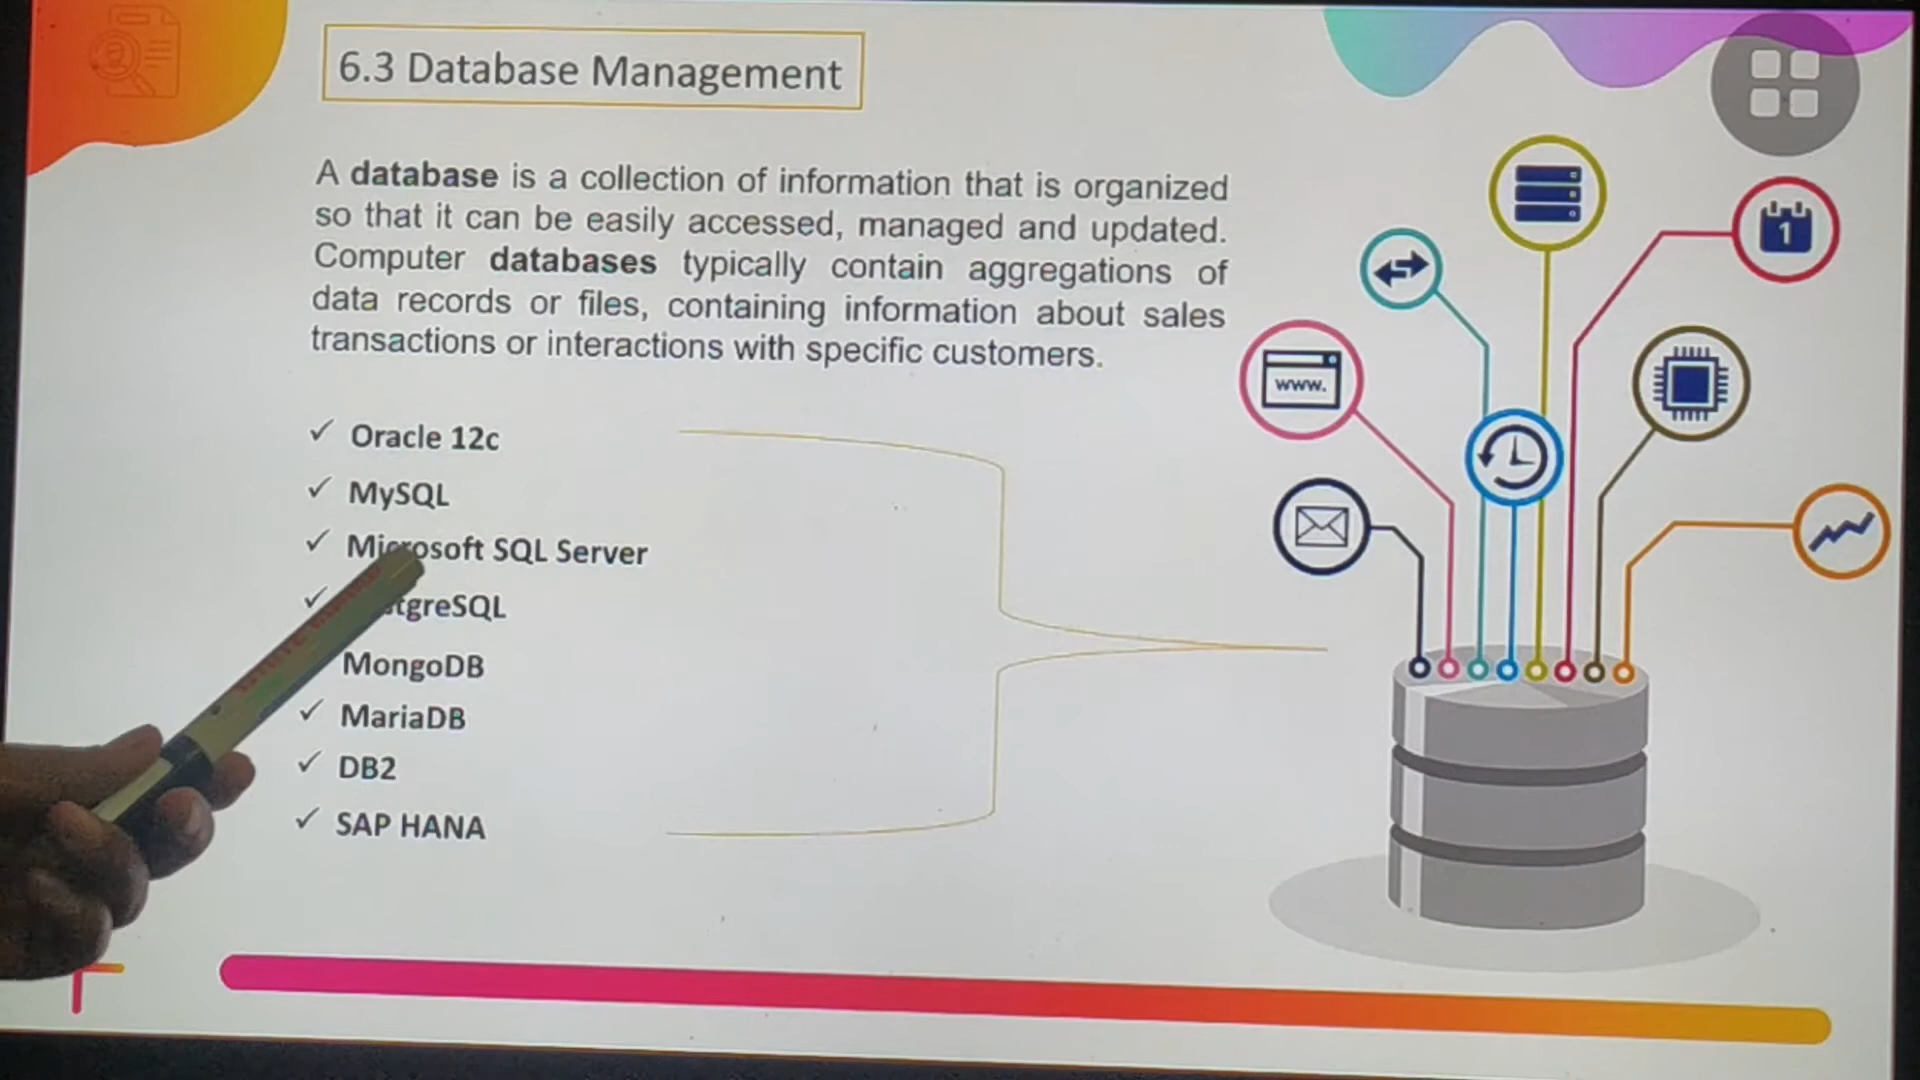 6.3 Database Management
A database is a collection of information that is organized
so that it can be easily accessed, managed and updated.
Computer databases typically contain aggregations of
data records or files, containing information about sales
transactions or interactions with specific customers.
✓ Oracle 12c
✓ MySQL
✓ Microsoft SQL Server
✓ tgreSQL
MongoDB
✓ MariaDB
✓ DB2
✓ SAP HANA
www.
1